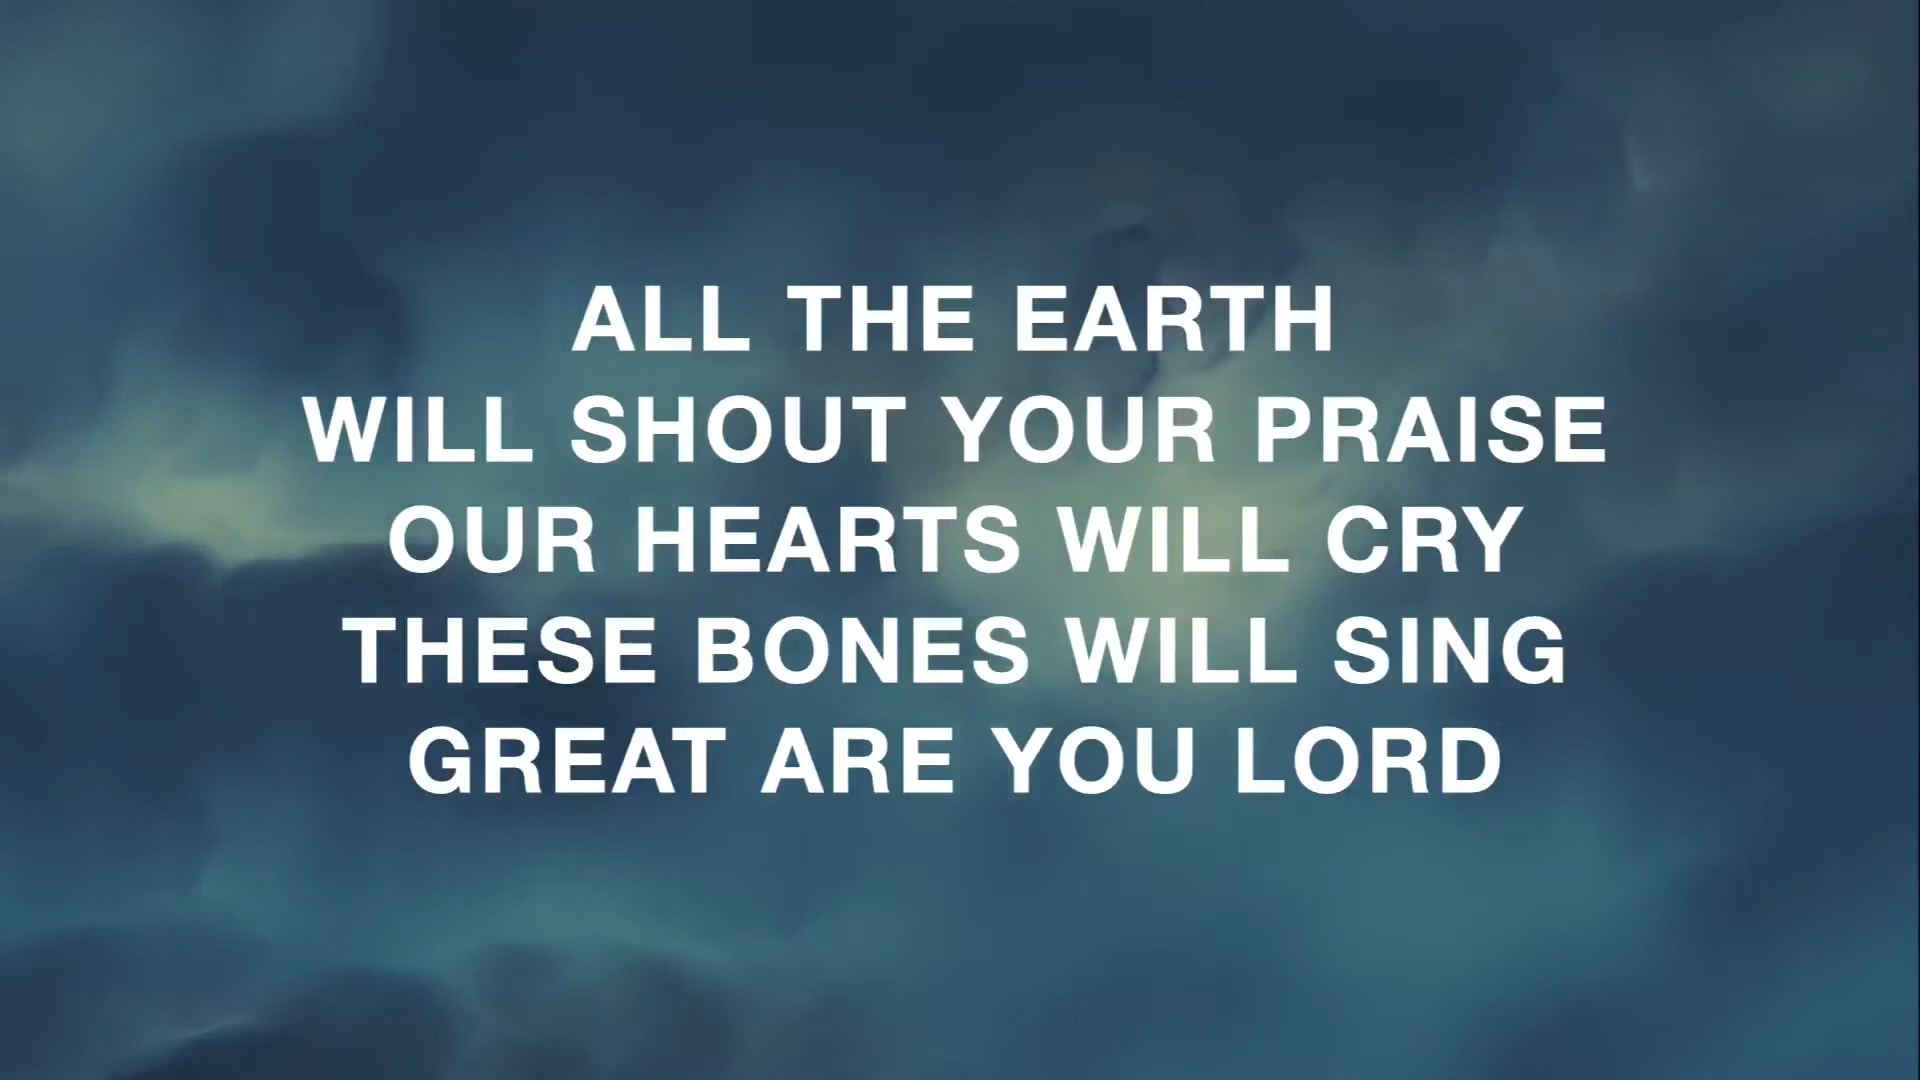 ALL THE EARTH
WILL SHOUT YOUR PRAISE
OUR HEARTS WILL CRY
THESE BONES WILL SING
GREAT ARE YOU LORD